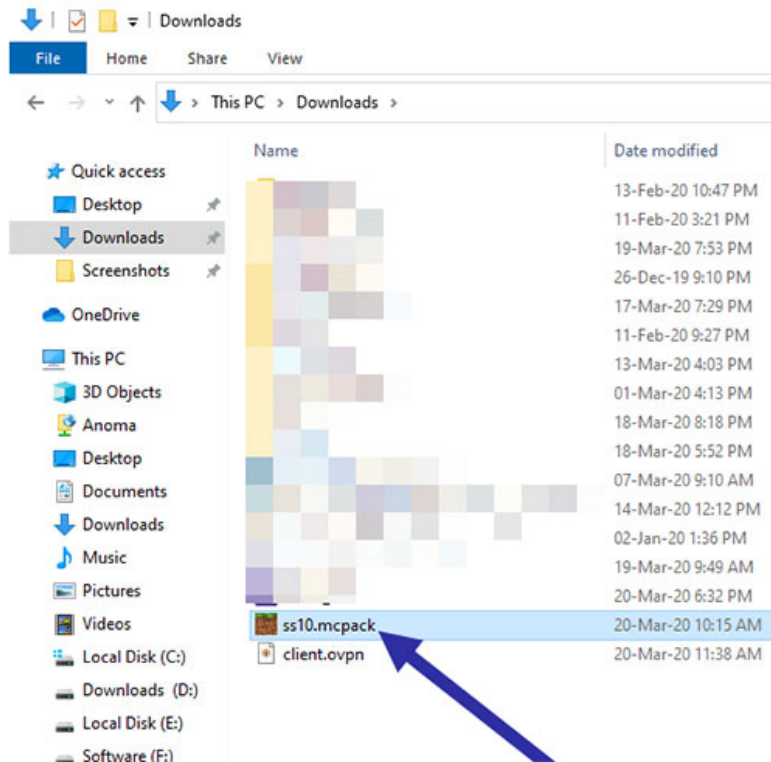 Downloads
File Home Share View
This PC > Downloads >
Name Date modified
Quick access
Desktop
Downloads
Screenshots
OneDrive
This PC
3D Objects
Anoma
Desktop
Documents
Downloads
Music
Pictures
Videos
Local Disk (C:)
Downloads (D:)
Local Disk (E:)
Software (F:)
13-Feb-20 10:47 PM
11-Feb-20 3:21 PM
19-Mar-20 7:53 PM
26-Dec-19 9:10 PM
17-Mar-20 7:29 PM
11-Feb-20 9:27 PM
13-Mar-20 4:03 PM
01-Mar-20 4:13 PM
18-Mar-20 8:18 PM
18-Mar-20 5:52 PM
07-Mar-20 9:10 AM
14-Mar-20 12:12 PM
02-Jan-20 1:36 PM
19-Mar-20 9:49 AM
20-Mar-20 6:32 PM
ss10.mcpack 20-Mar-20 10:15 AM
client.ovpn 20-Mar-20 11:38 AM